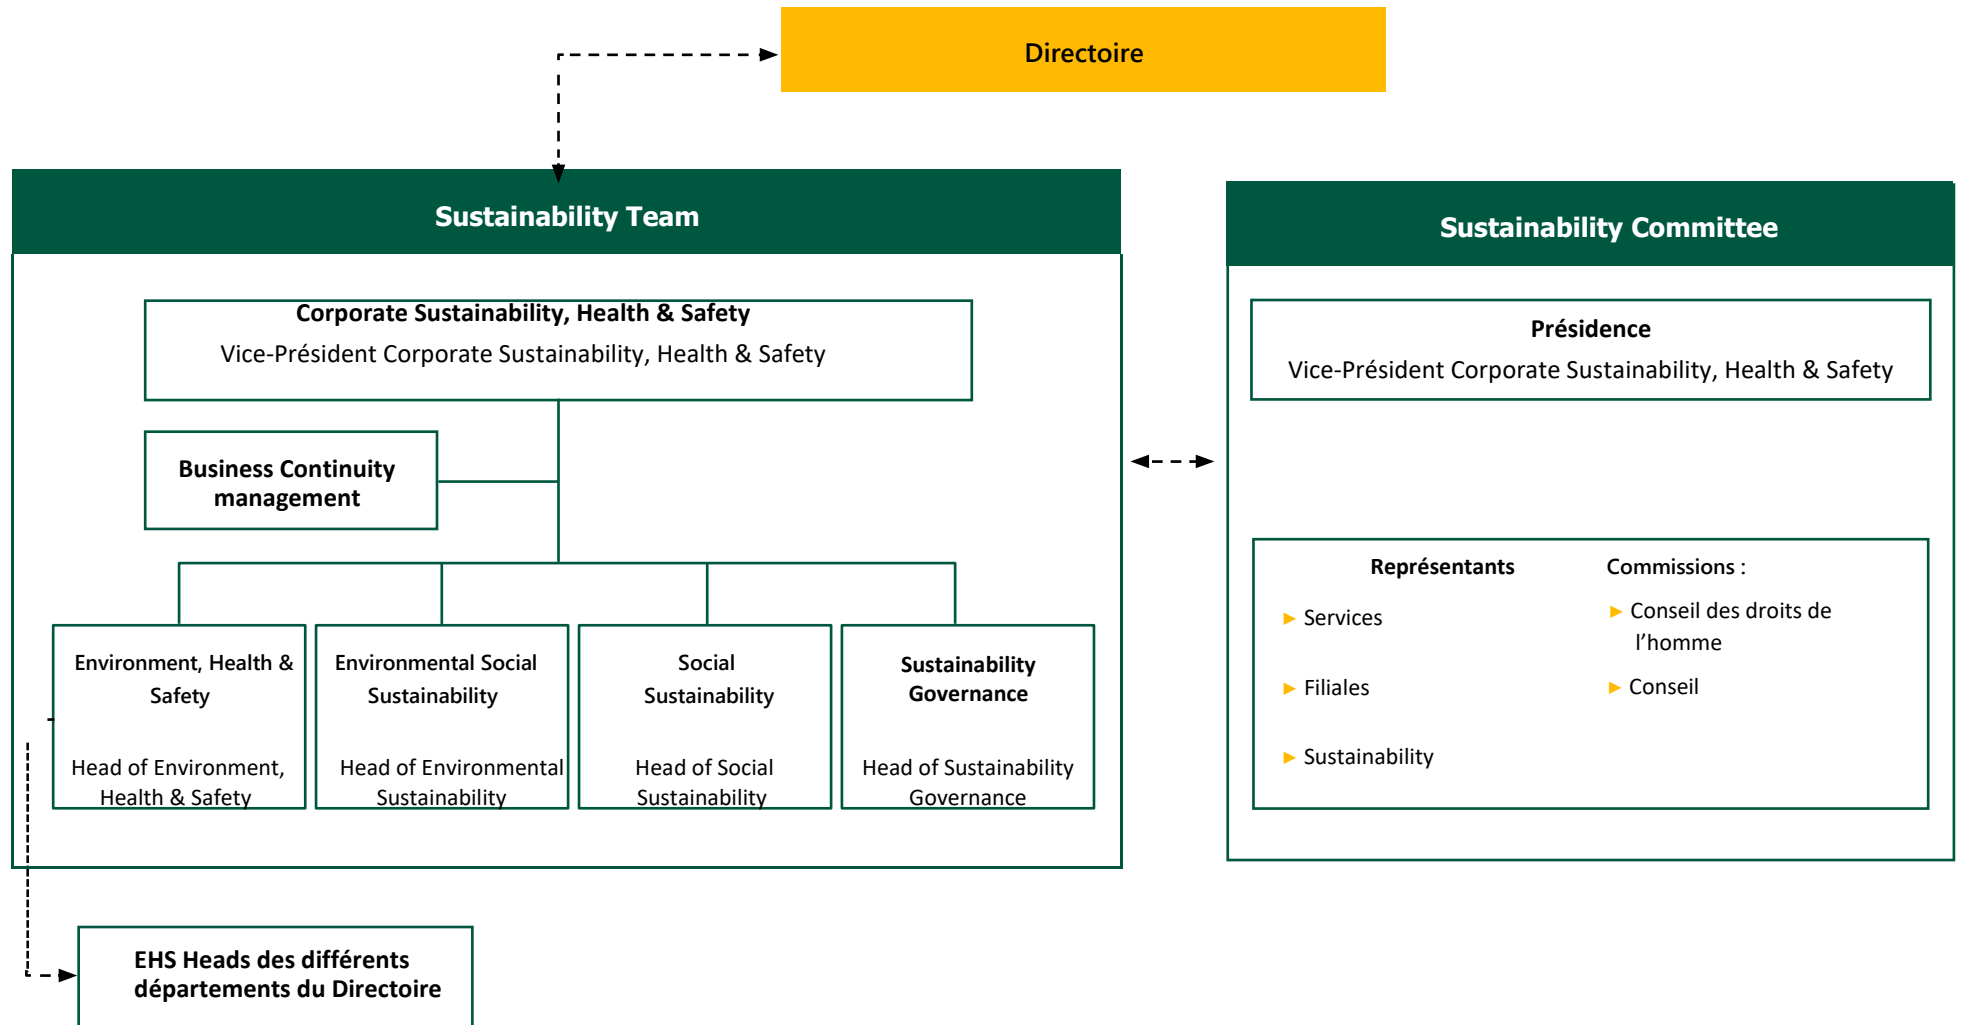 Directoire
Sustainability Team
Corporate Sustainability, Health & Safety
Vice-Président Corporate Sustainability, Health & Safety
Business Continuity
management
Environment, Health &
Safety
Head of Environment,
Health & Safety
Environmental Social
Sustainability
Head of Environmental
Sustainability
Social
Sustainability
Head of Social
Sustainability
Sustainability
Governance
Head of Sustainability
Governance
EHS Heads des différents
départements du Directoire
Sustainability Committee
Présidence
Vice-Président Corporate Sustainability, Health & Safety
Représentants
► Services
► Filiales
► Sustainability
Commissions :
► Conseil des droits de
l’homme
► Conseil